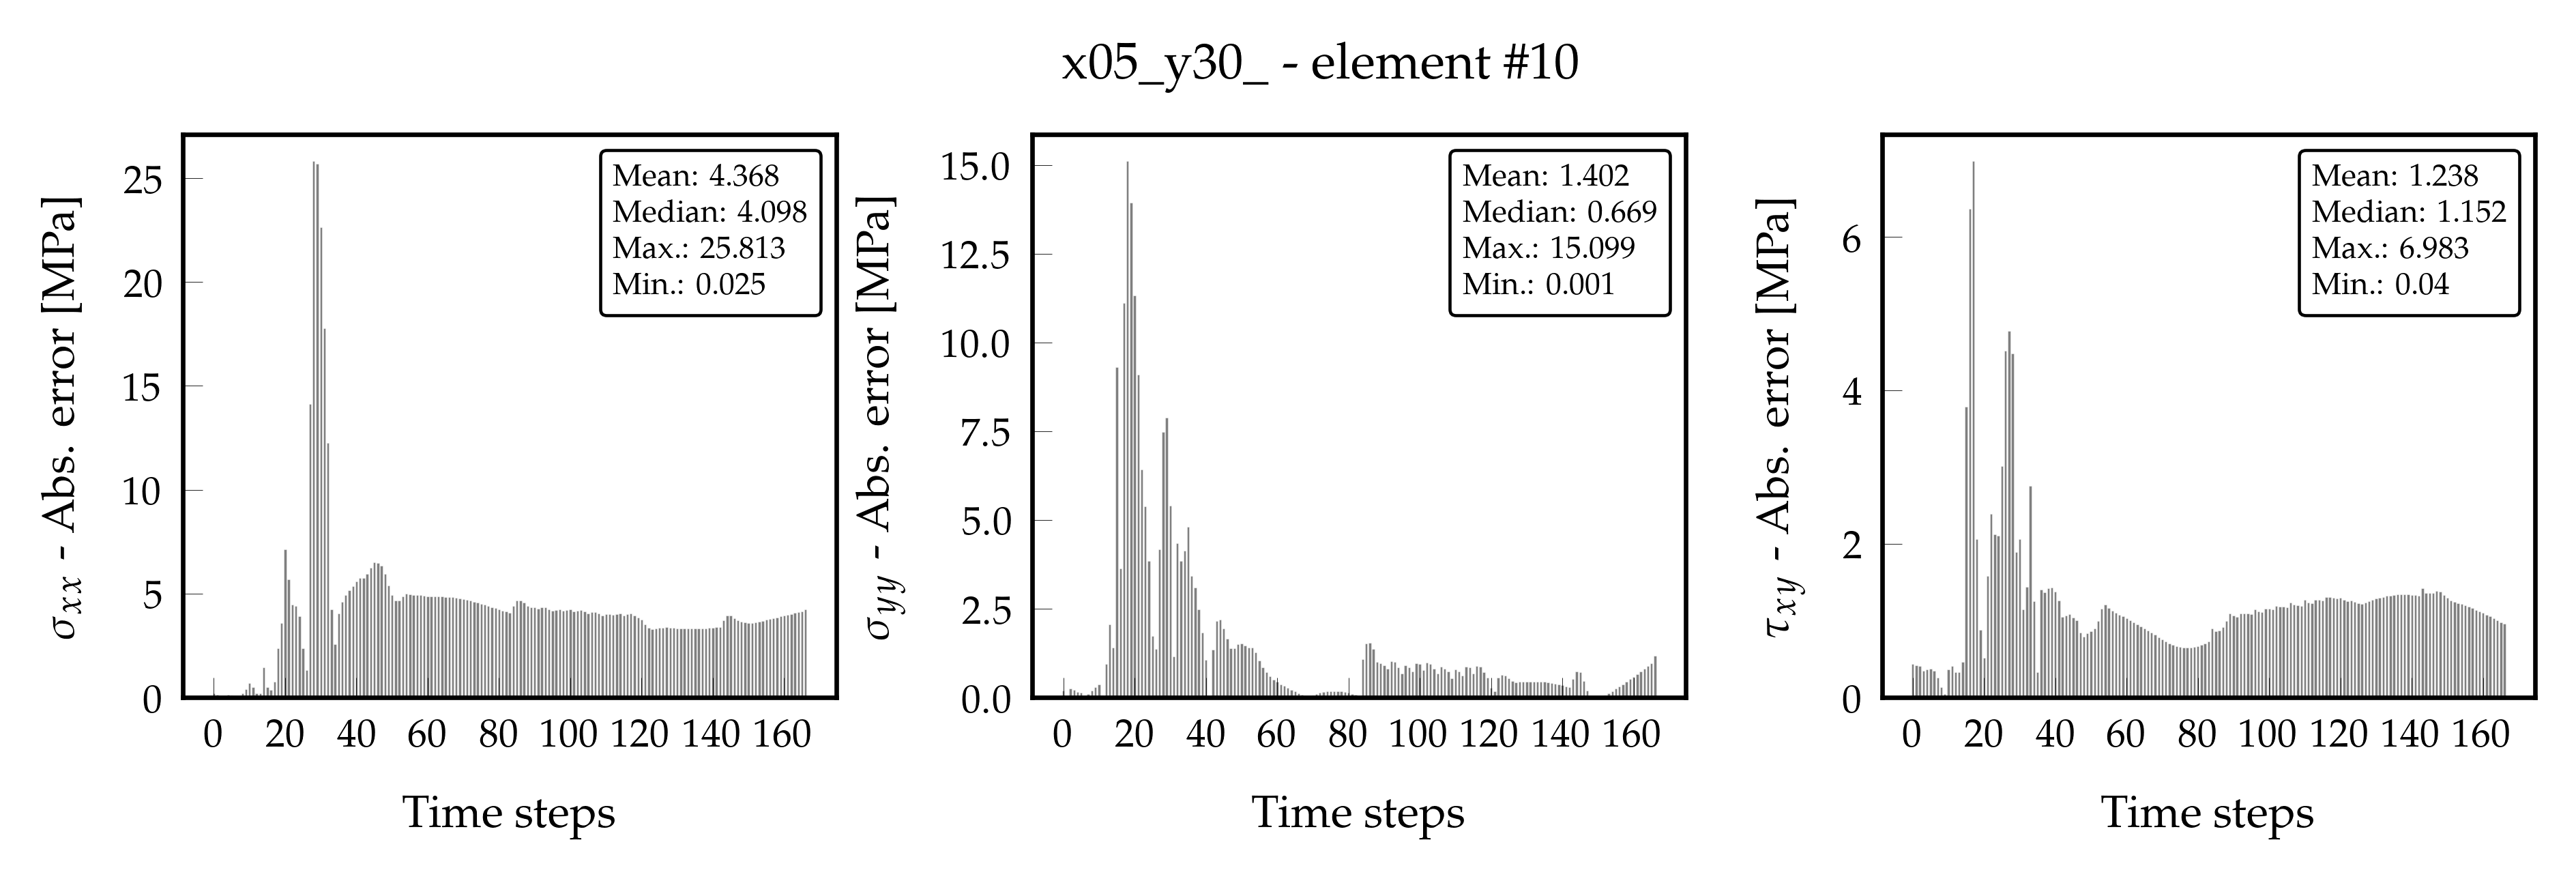 x05_y30_ - element #10
σxx - Abs. error [MPa]
25
20
15
10
5
0
Mean: 4.368
Median: 4.098
Max.: 25.813
Min.: 0.025
0 20 40 60 80 100 120 140 160
Time steps
σyy - Abs. error [MPa]
15.0
12.5
10.0
7.5
5.0
2.5
0.0
Mean: 1.402
Median: 0.669
Max.: 15.099
Min.: 0.001
0 20 40 60 80 100 120 140 160
Time steps
τxy - Abs. error [MPa]
6
4
2
0
Mean: 1.238
Median: 1.152
Max.: 6.983
Min.: 0.04
0 20 40 60 80 100 120 140 160
Time steps